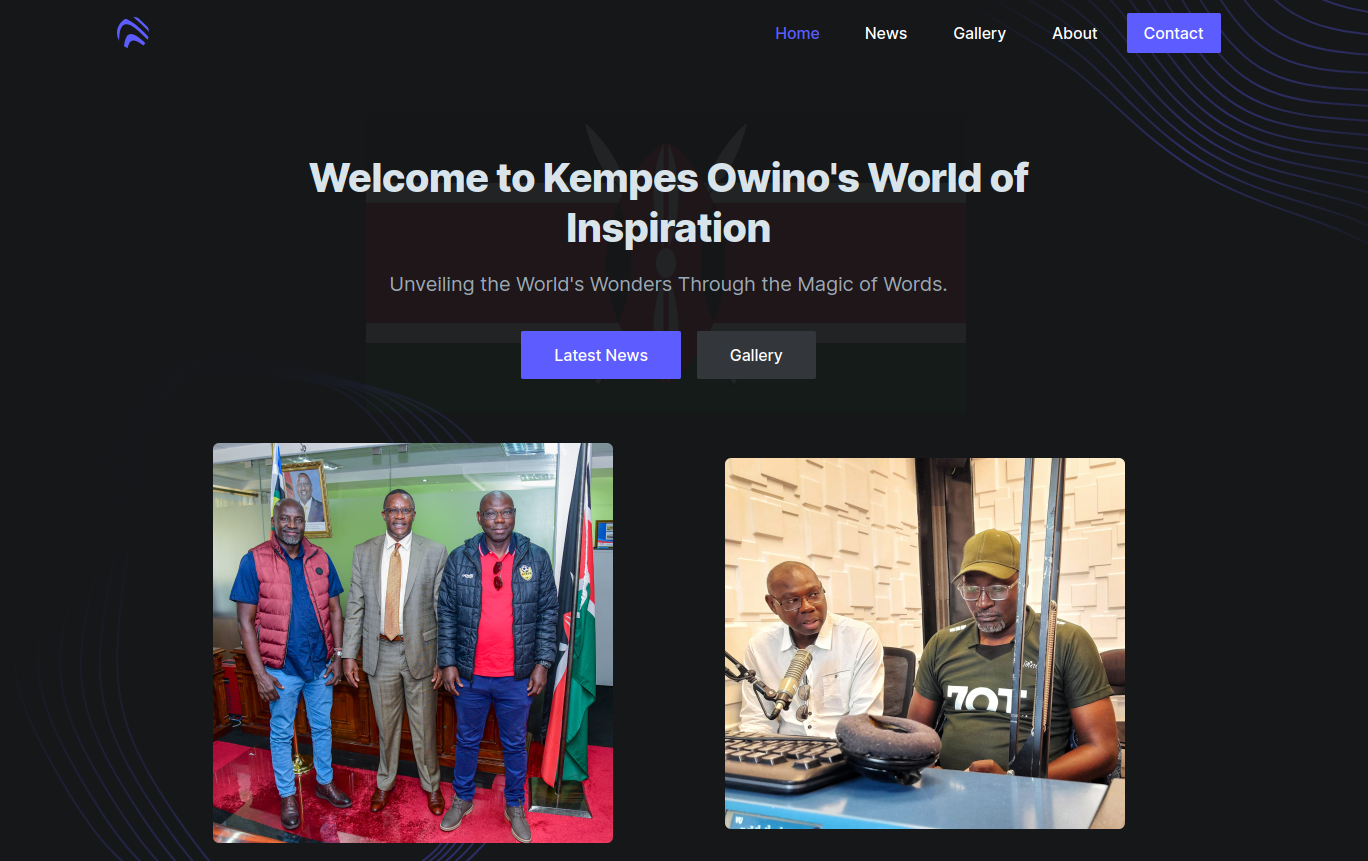 Home News Gallery About Contact
Welcome to Kempes Owino's World of
Inspiration
Unveiling the World's Wonders Through the Magic of Words.
Latest News Gallery